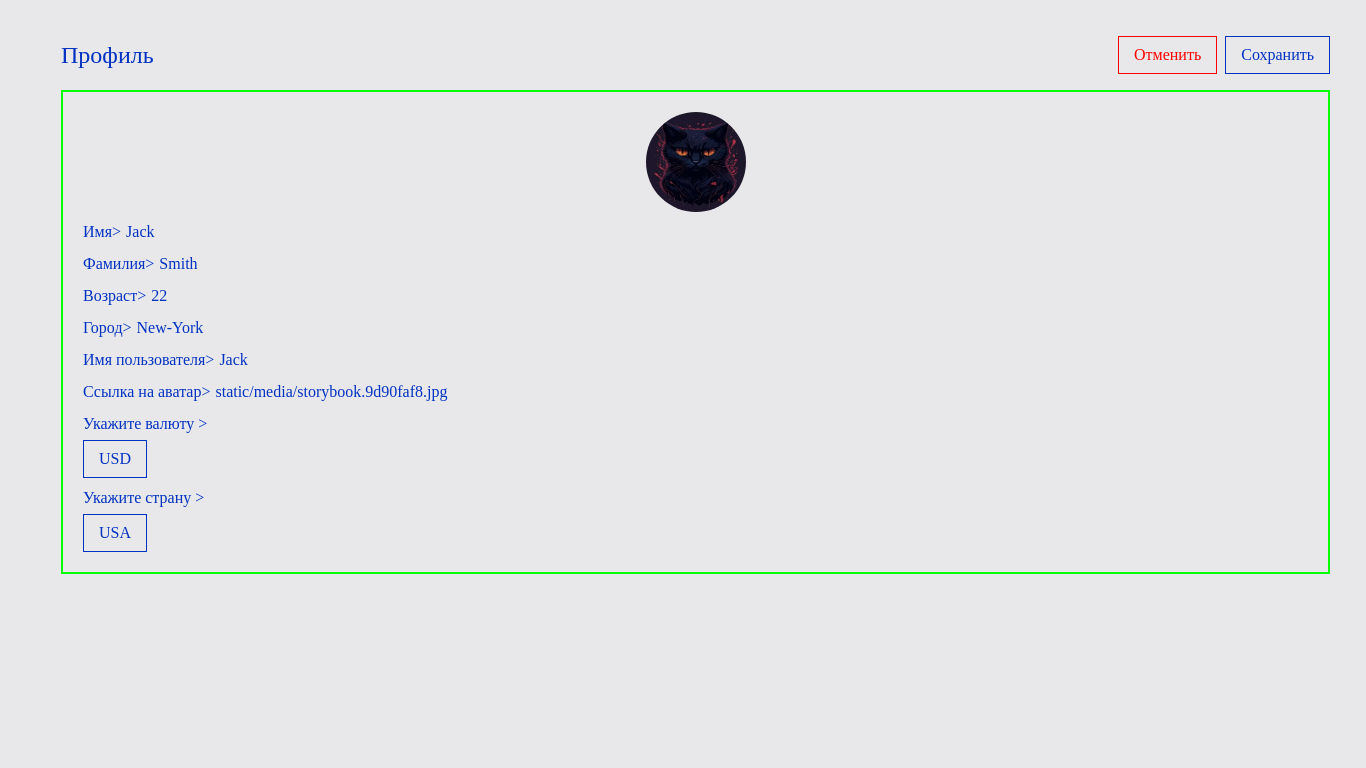 Профиль
Отменить
Сохранить
Имя> Jack
Фамилия> Smith
Возраст> 22
Город> New-York
Имя пользователя> Jack
Ссылка на аватар> static/media/storybook.9d90faf8.jpg
Укажите валюту >
USD
Укажите страну >
USA